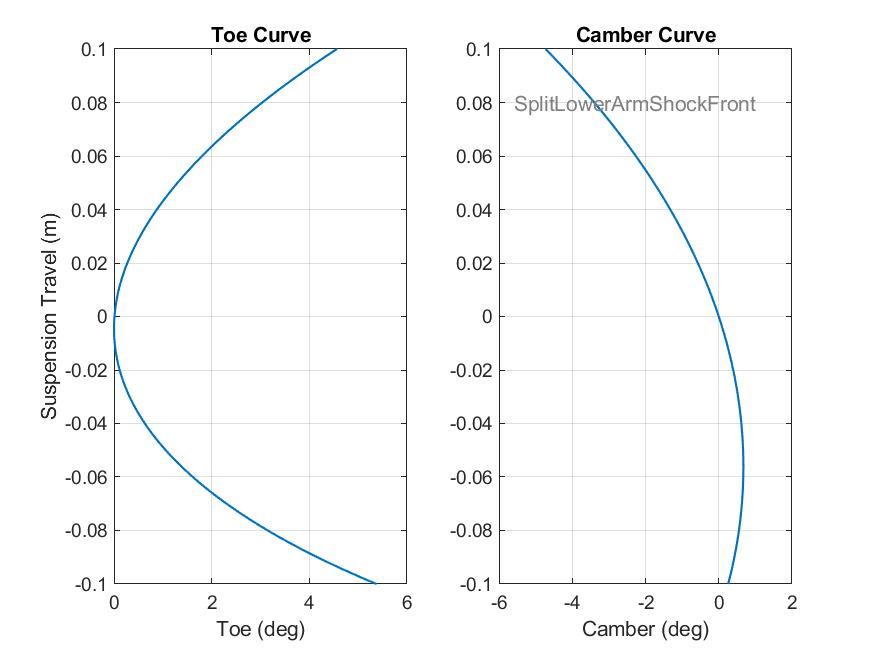 Toe Curve
0.1
0.08
0.06
0.04
0.02
0
-0.02
-0.04
-0.06
-0.08
-0.1
0 2 4 6
Suspension Travel (m)
Toe (deg)
Camber Curve
SplitLowerArmShockFront
0.1
0.08
0.06
0.04
0.02
0
-0.02
-0.04
-0.06
-0.08
-0.1
-6 -4 -2 0 2
Camber (deg)